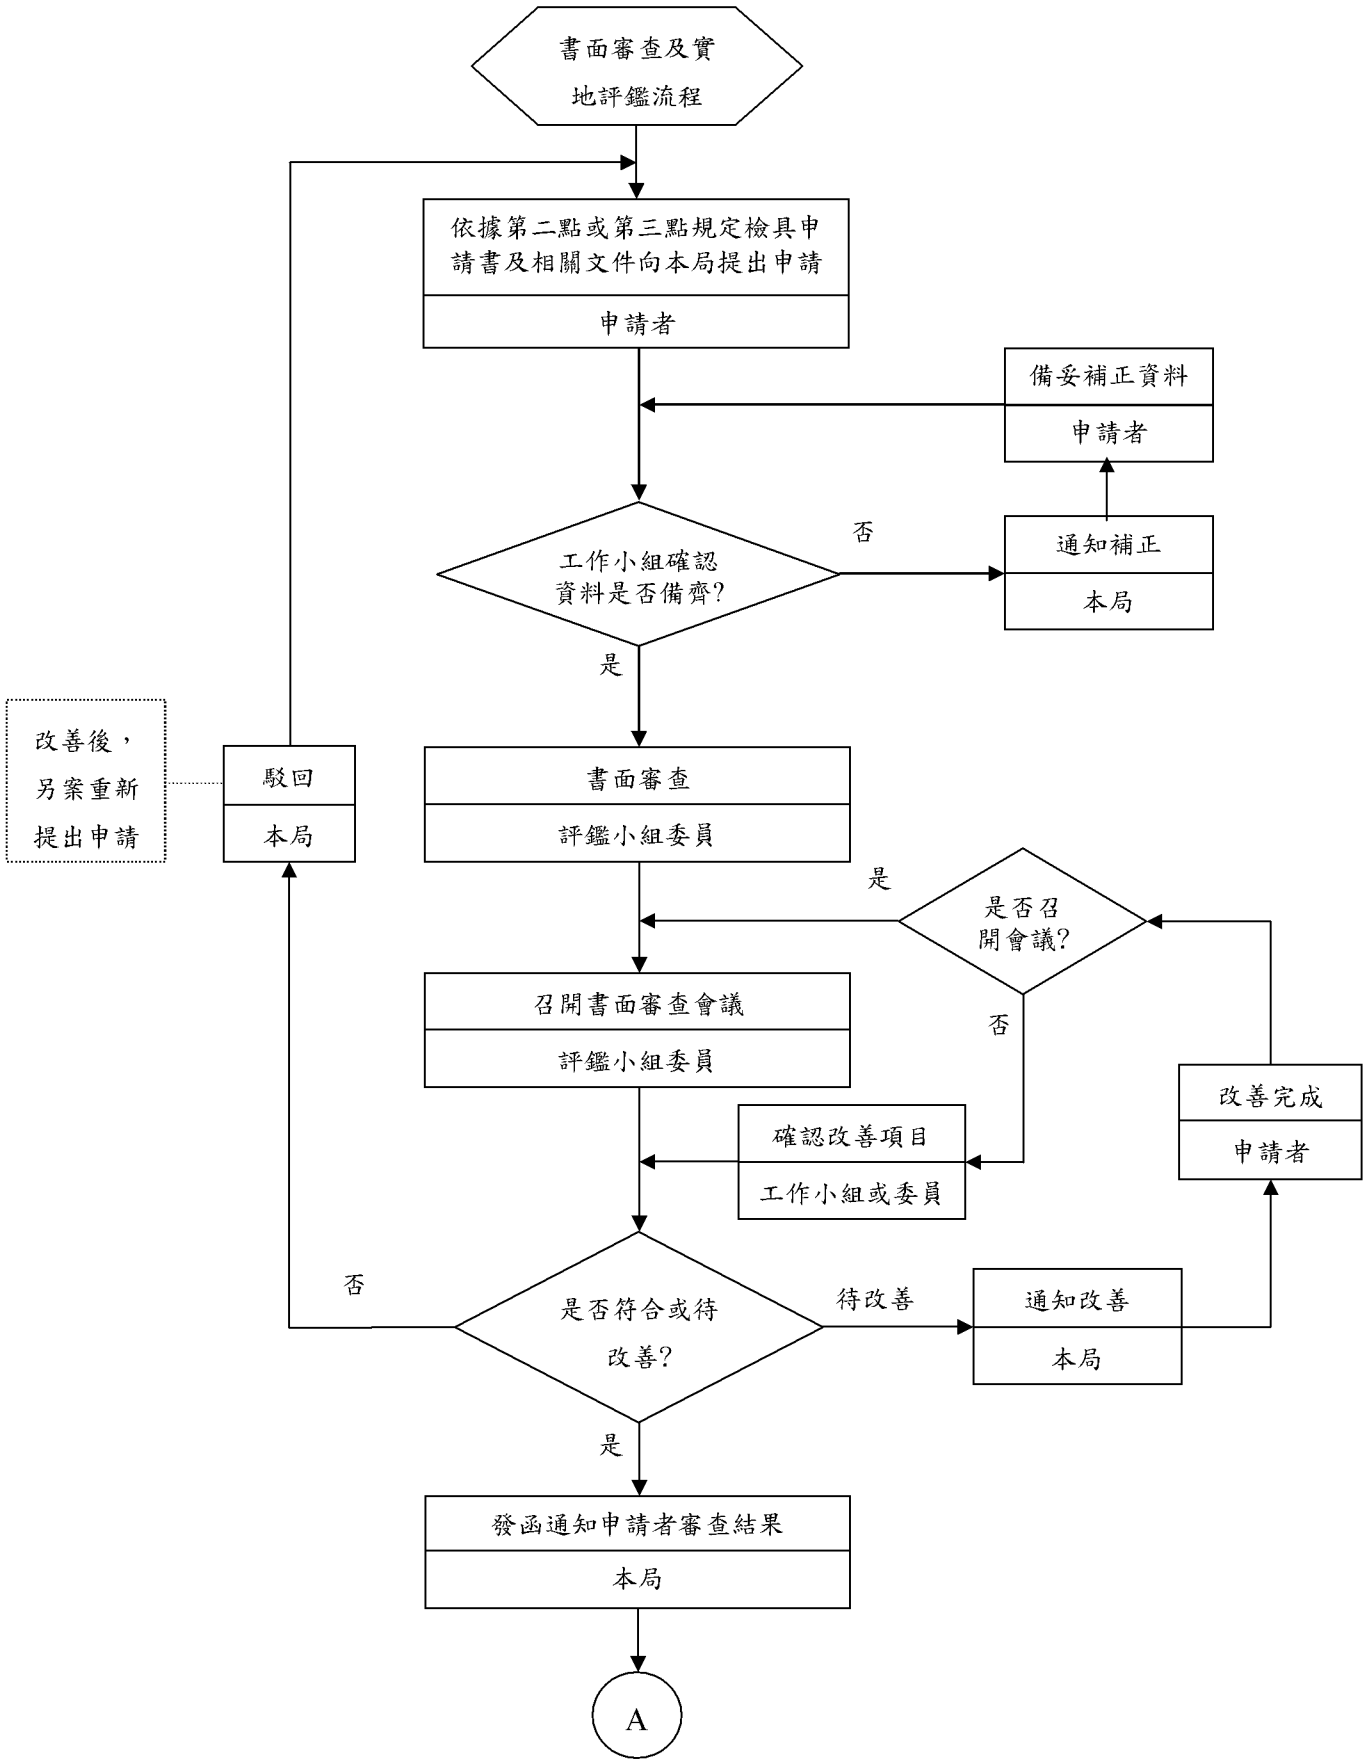 書面審查及實
地評鑑流程
依據第二點或第三點規定檢具申
請書及相關文件向本局提出申請
申請者
備妥補正資料
申請者
工作小組確認
資料是否備齊?
否
通知補正
本局
是
改善後，
另案重新
提出申請
駁回
本局
書面審查
評鑑小組委員
是
是否召
開會議?
否
召開書面審查會議
評鑑小組委員
改善完成
申請者
確認改善項目
工作小組或委員
否
是否符合或待
改善?
待改善
通知改善
本局
是
發函通知申請者審查結果
本局
A